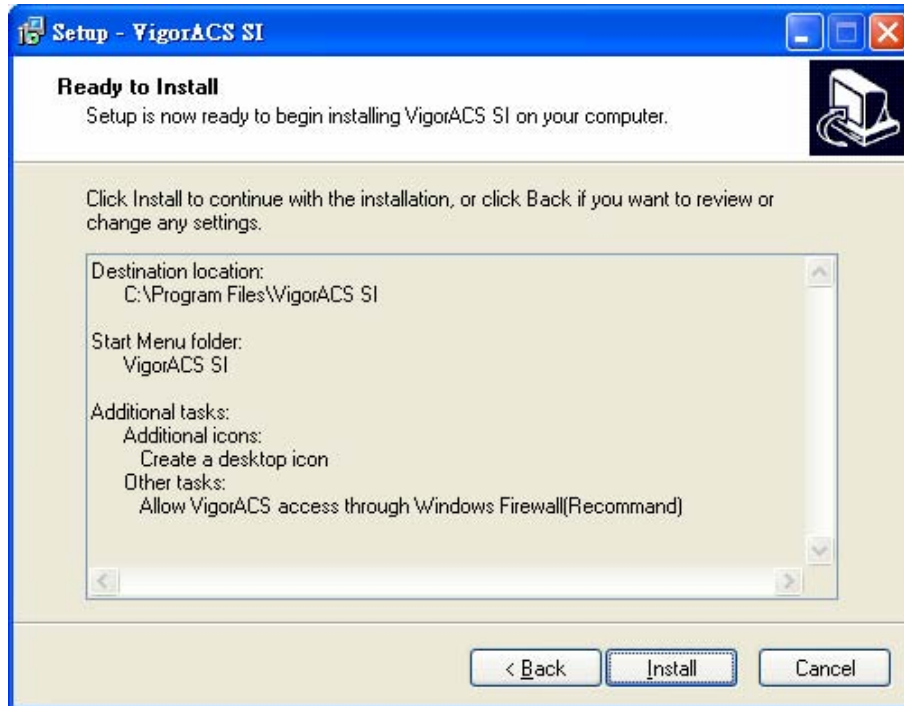 Setup - VigorACS SI
Ready to Install
Setup is now ready to begin installing VigorACS SI on your computer.
Click Install to continue with the installation, or click Back if you want to review or
change any settings.
Destination location:
C:\Program Files\VigorACS SI
Start Menu folder:
VigorACS SI
Additional tasks:
Additional icons:
Create a desktop icon
Other tasks:
Allow VigorACS access through Windows Firewall(Recommand)
< Back
Install
Cancel